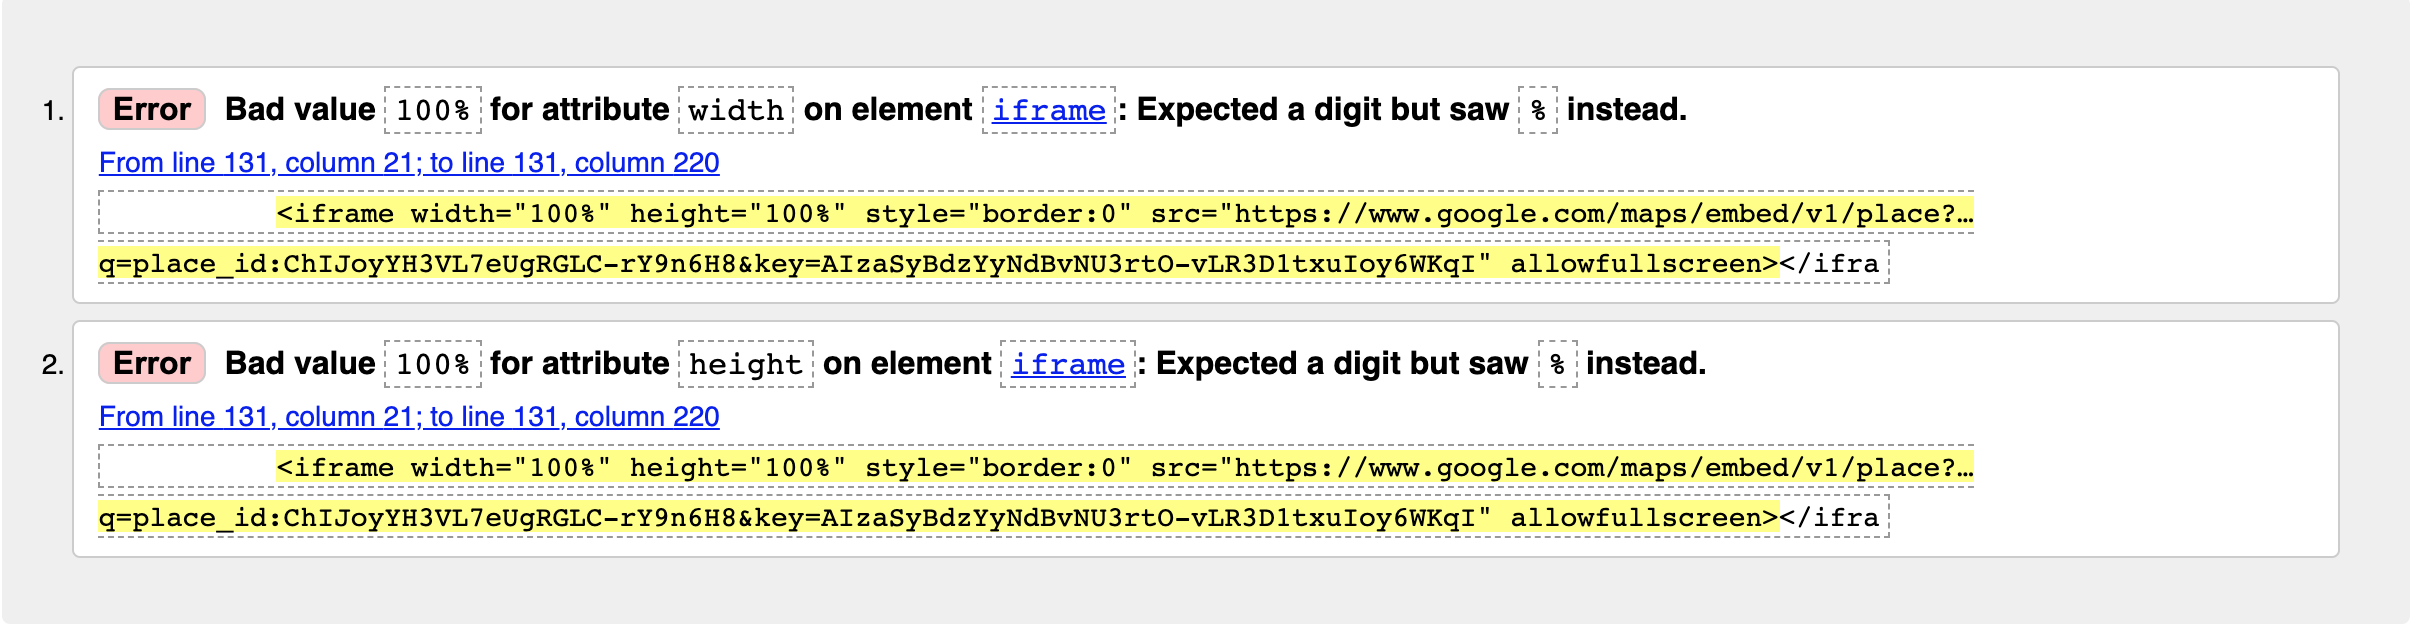 1. Error Bad value 100% for attribute width on element iframe: Expected a digit but saw % instead.
From line 131, column 21; to line 131, column 220
<iframe width="100%" height="100%" style="border:0" src="https://www.google.com/maps/embed/v1/place?…
q=place_id:ChIJoyYH3VL7eUgRGLC-rY9n6H8&key=AIzaSyBdzYyNdBvNU3rtO-vLR3D1txuIoy6WKqI" allowfullscreen></ifra
2. Error Bad value 100% for attribute height on element iframe: Expected a digit but saw % instead.
From line 131, column 21; to line 131, column 220
<iframe width="100%" height="100%" style="border:0" src="https://www.google.com/maps/embed/v1/place?…
q=place_id:ChIJoyYH3VL7eUgRGLC-rY9n6H8&key=AIzaSyBdzYyNdBvNU3rtO-vLR3D1txuIoy6WKqI" allowfullscreen></ifra